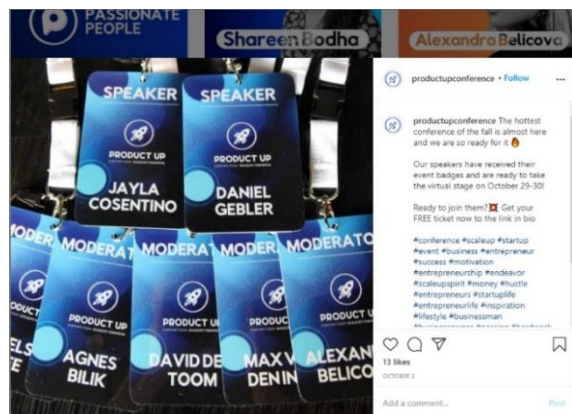 PASSIONATE
PEOPLE
Shareen Bodha
Alexandra Belicova
SPEAKER
PRODUCT UP
JAYLA
COSENTINO
SPEAKER
PRODUCT UP
DANIEL
GEBLER
MODERAT
PRODUCT UP
AGNES
BILIK
MODERA
PRODUCT UP
DAVID DE
TOOM
MODER
PRODUCT UP
MAX V
DEN IN
MODERATO
PRODUCT UP
ALEXAN
BELICO
productupconference • Follow
productupconference The hottest
conference of the fall is almost here
and we are so ready for it
Our speakers have received their
event badges and are ready to take
the virtual stage on October 29-30!
Ready to join them? Get your
FREE ticket now to the link in bio
#conference #scaleup #startup
#event #business #entrepreneur
#success #motivation
#entrepreneurship #endeavor
#scaleupspirit #money #hustle
#entrepreneurs #startuplife
#entrepreneurlife #inspiration
#lifestyle #businessman
13 likes
OCTOBER 2
Add a comment...
Post